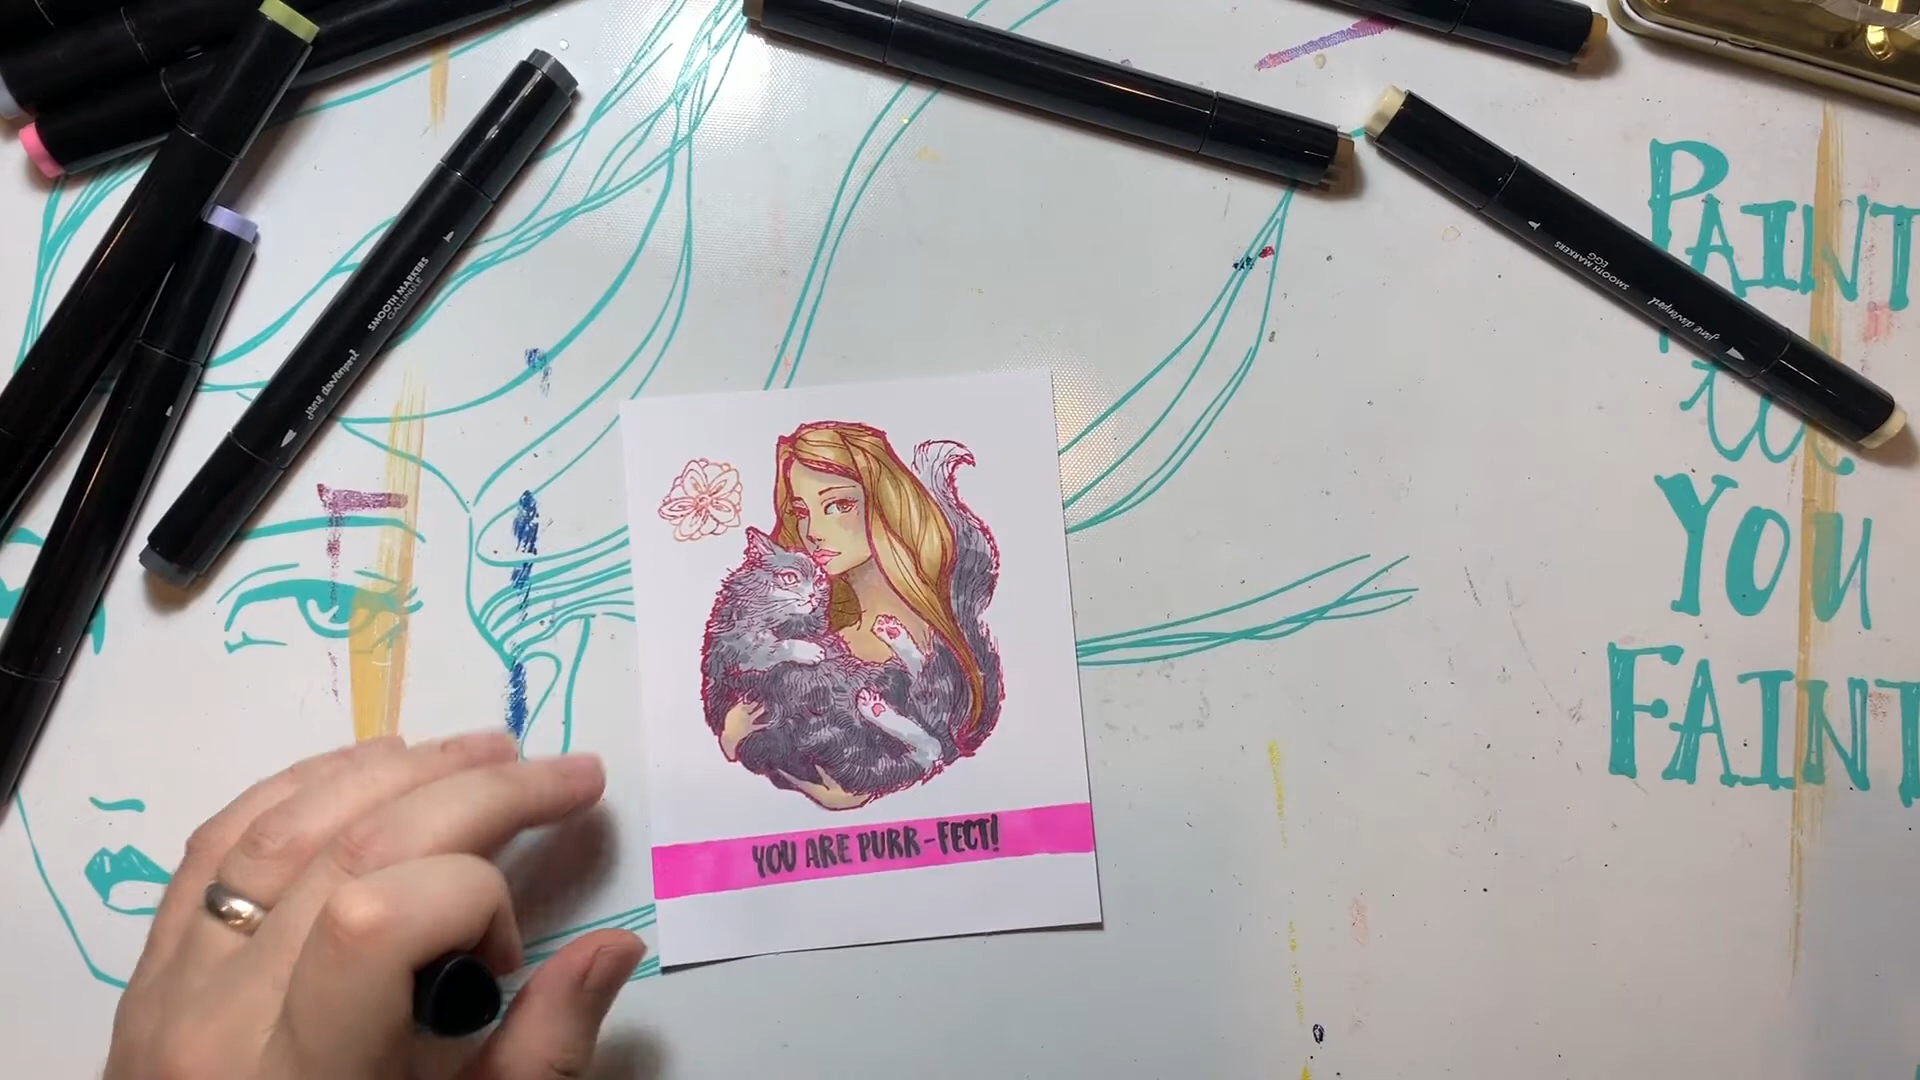 YOU ARE PURR-FECT!
PAINT
YOU
FAINT
SMOOTH MARKERS
Jane davenport
SMOOTH MARKERS
EGG
Jane davenport